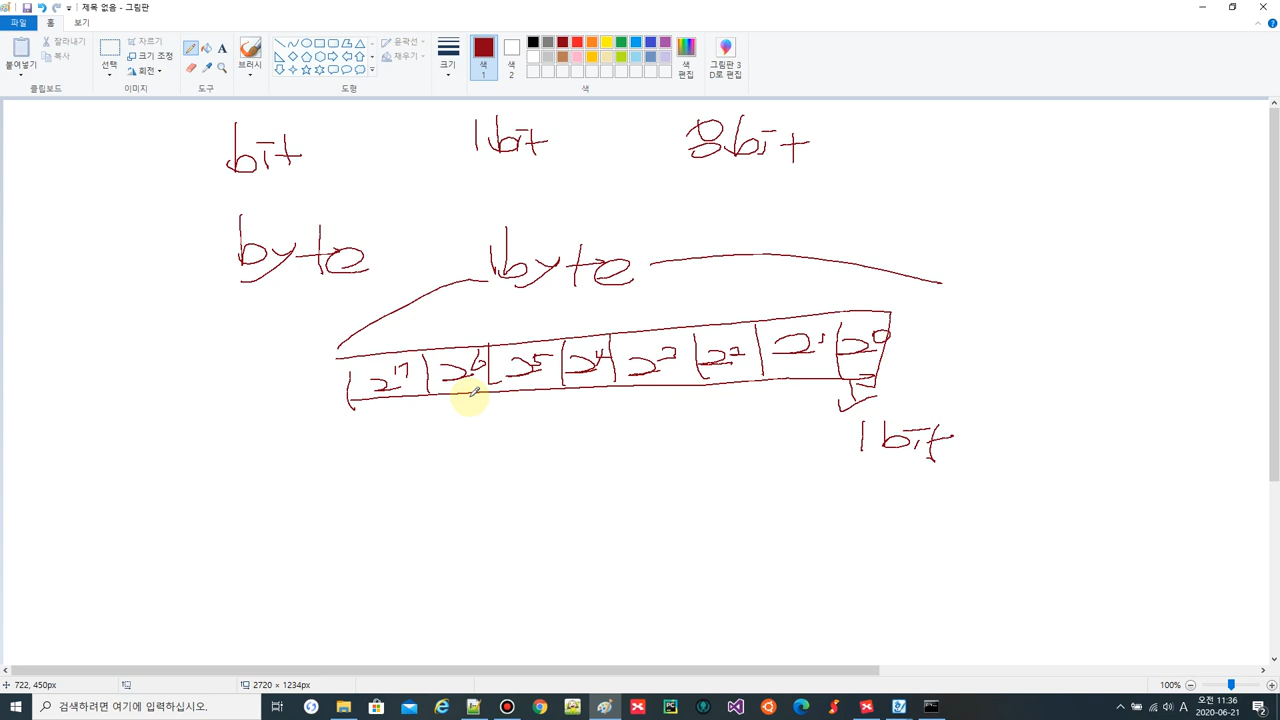 제목 없음 - 그림판
파일 홈 보기
붙여넣기 잘라내기 복사
선택 자르기 크기 조정 회전
A
브러시
윤곽선 채우기
크기
색 1
색 2
색 편집
그림판 3D로 편집
클립보드 이미지 도구 도형 색
bit 1bit 8bit
byte 1byte
2^7 2^6 2^5 2^4 2^3 2^2 2^1 2^0
1bit
722, 450px 2720 × 1234px 100%
검색하려면 여기에 입력하십시오.
A 오전 11:36
2020-06-21
2